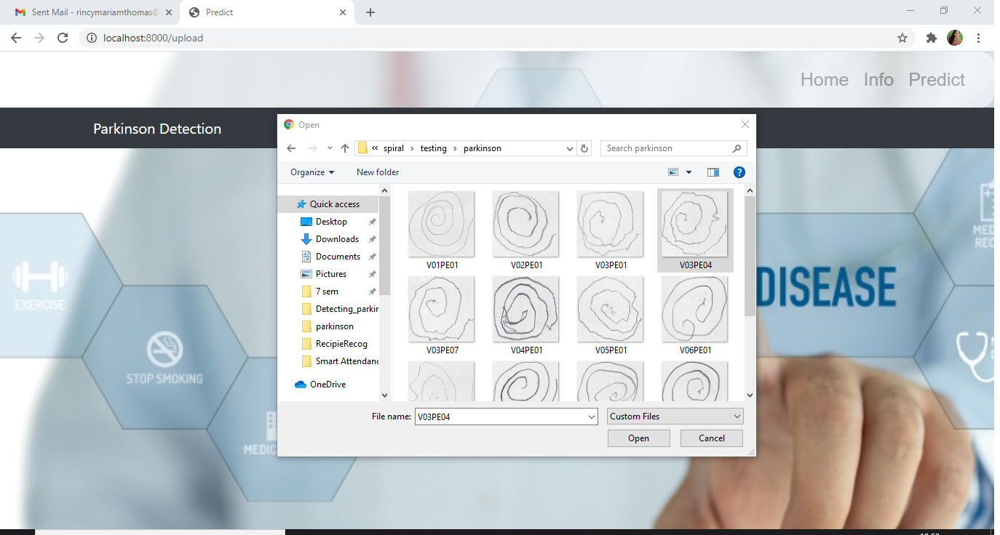 Sent Mail - rincymariamthomas@
Predict
localhost:8000/upload
Home Info Predict
Parkinson Detection
Open
« spiral › testing › parkinson
Search parkinson
Organize
New folder
Quick access
Desktop
Downloads
Documents
Pictures
7 sem
Detecting_parkin
parkinson
RecipieRecog
Smart Attendanc
OneDrive
V01PE01
V02PE01
V03PE01
V03PE04
V03PE07
V04PE01
V05PE01
V06PE01
File name:
V03PE04
Custom Files
Open
Cancel
EXERCISE
STOP SMOKING
MEDIC
DISEASE
MED
REC